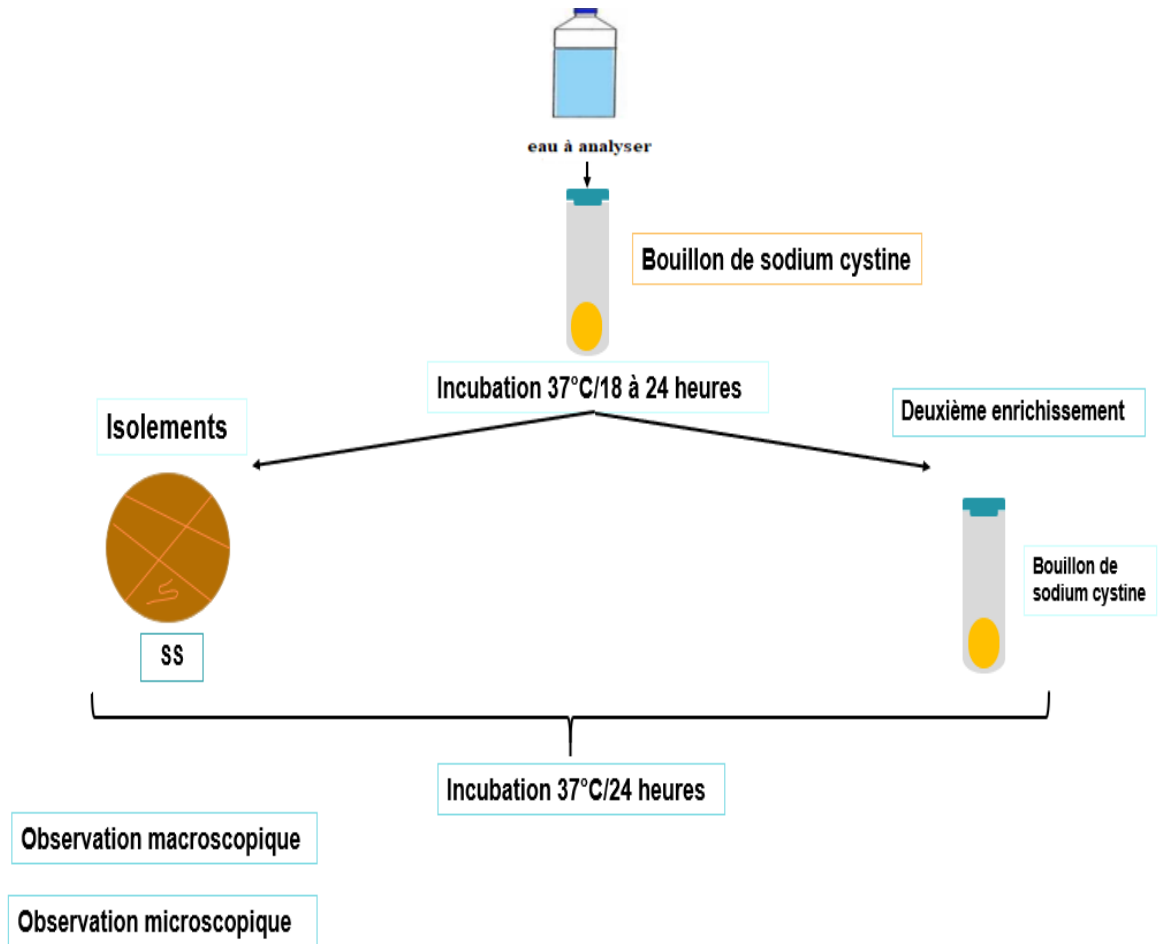 eau à analyser
Bouillon de sodium cystine
Incubation 37°C/18 à 24 heures
Isolements
Deuxième enrichissement
Bouillon de
sodium cystine
SS
Incubation 37°C/24 heures
Observation macroscopique
Observation microscopique